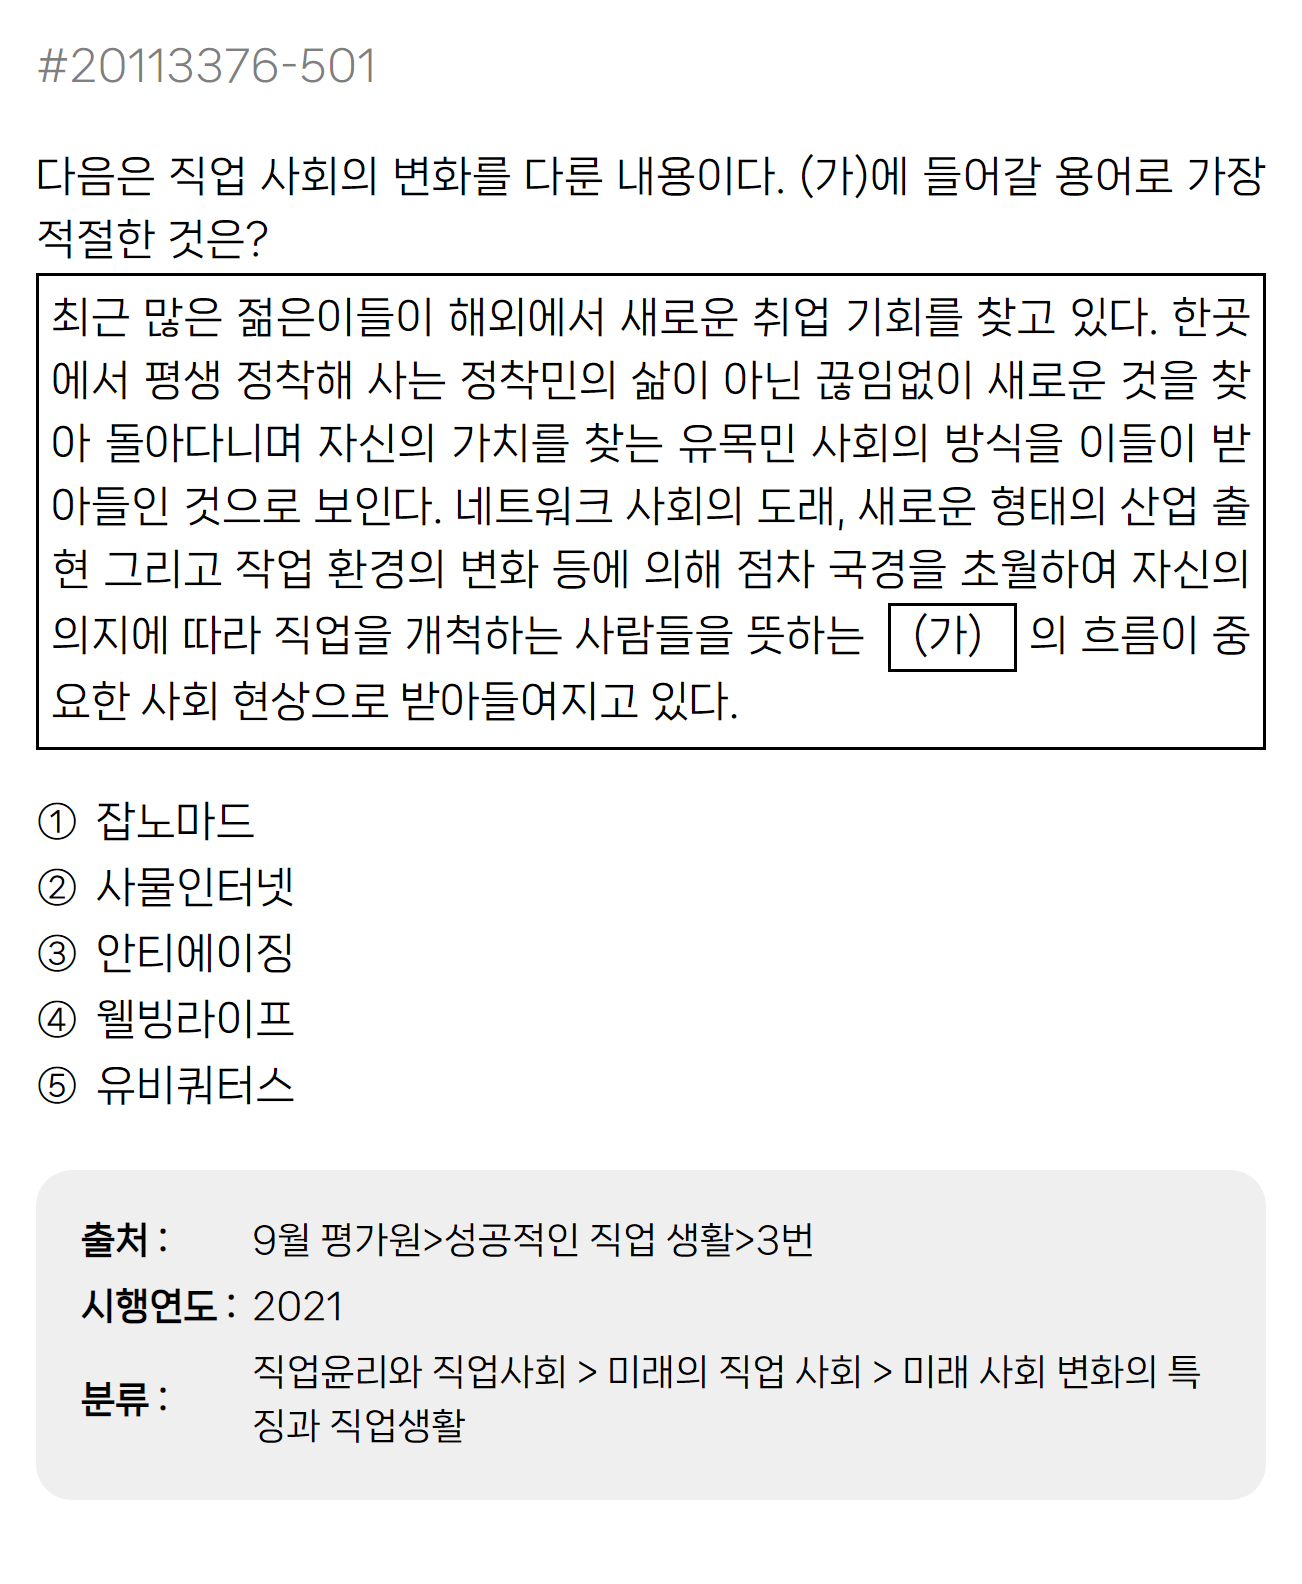 #20113376-501
다음은 직업 사회의 변화를 다룬 내용이다. (가)에 들어갈 용어로 가장
적절한 것은?
최근 많은 젊은이들이 해외에서 새로운 취업 기회를 찾고 있다. 한곳
에서 평생 정착해 사는 정착민의 삶이 아닌 끊임없이 새로운 것을 찾
아 돌아다니며 자신의 가치를 찾는 유목민 사회의 방식을 이들이 받
아들인 것으로 보인다. 네트워크 사회의 도래, 새로운 형태의 산업 출
현 그리고 작업 환경의 변화 등에 의해 점차 국경을 초월하여 자신의
의지에 따라 직업을 개척하는 사람들을 뜻하는 (가) 의 흐름이 중
요한 사회 현상으로 받아들여지고 있다.
① 잡노마드
② 사물인터넷
③ 안티에이징
④ 웰빙라이프
⑤ 유비쿼터스
출처 : 9월 평가원>성공적인 직업 생활>3번
시행연도 : 2021
분류 : 직업윤리와 직업사회 > 미래의 직업 사회 > 미래 사회 변화의 특
징과 직업생활